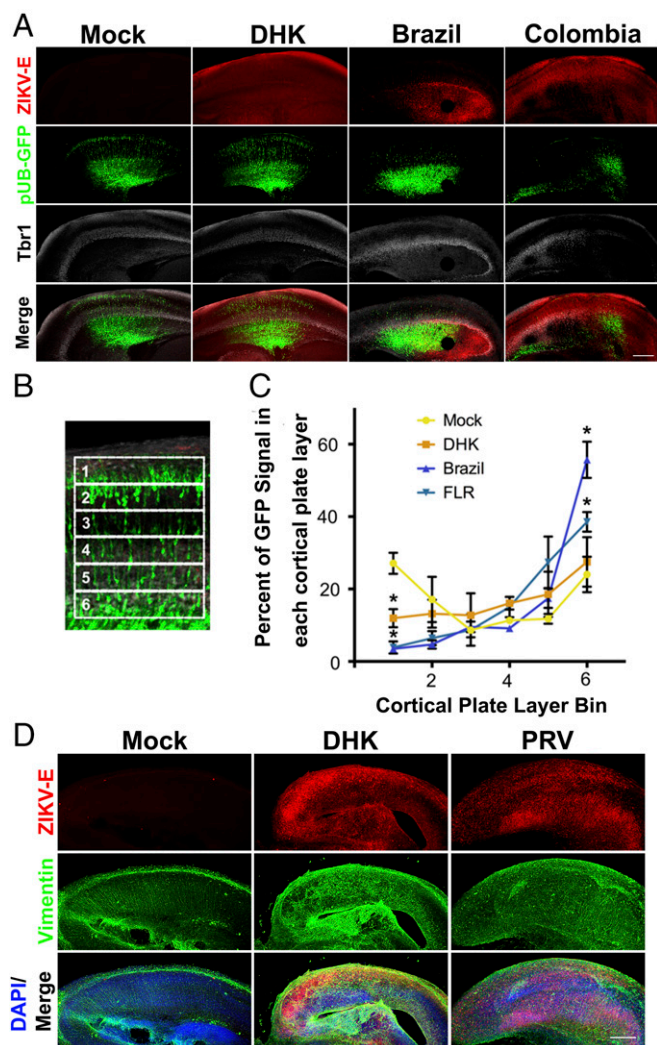 A
Mock DHK Brazil Colombia
ZIKV-E
pUB-GFP
Tbr1
Merge
B
1
2
3
4
5
6
C
Percent of GFP Signal in
each cortical plate layer
60
40
20
0
Mock
DHK
Brazil
FLR
*
*
*
*
2 4 6
Cortical Plate Layer Bin
D
Mock DHK PRV
ZIKV-E
Vimentin
DAPI/
Merge